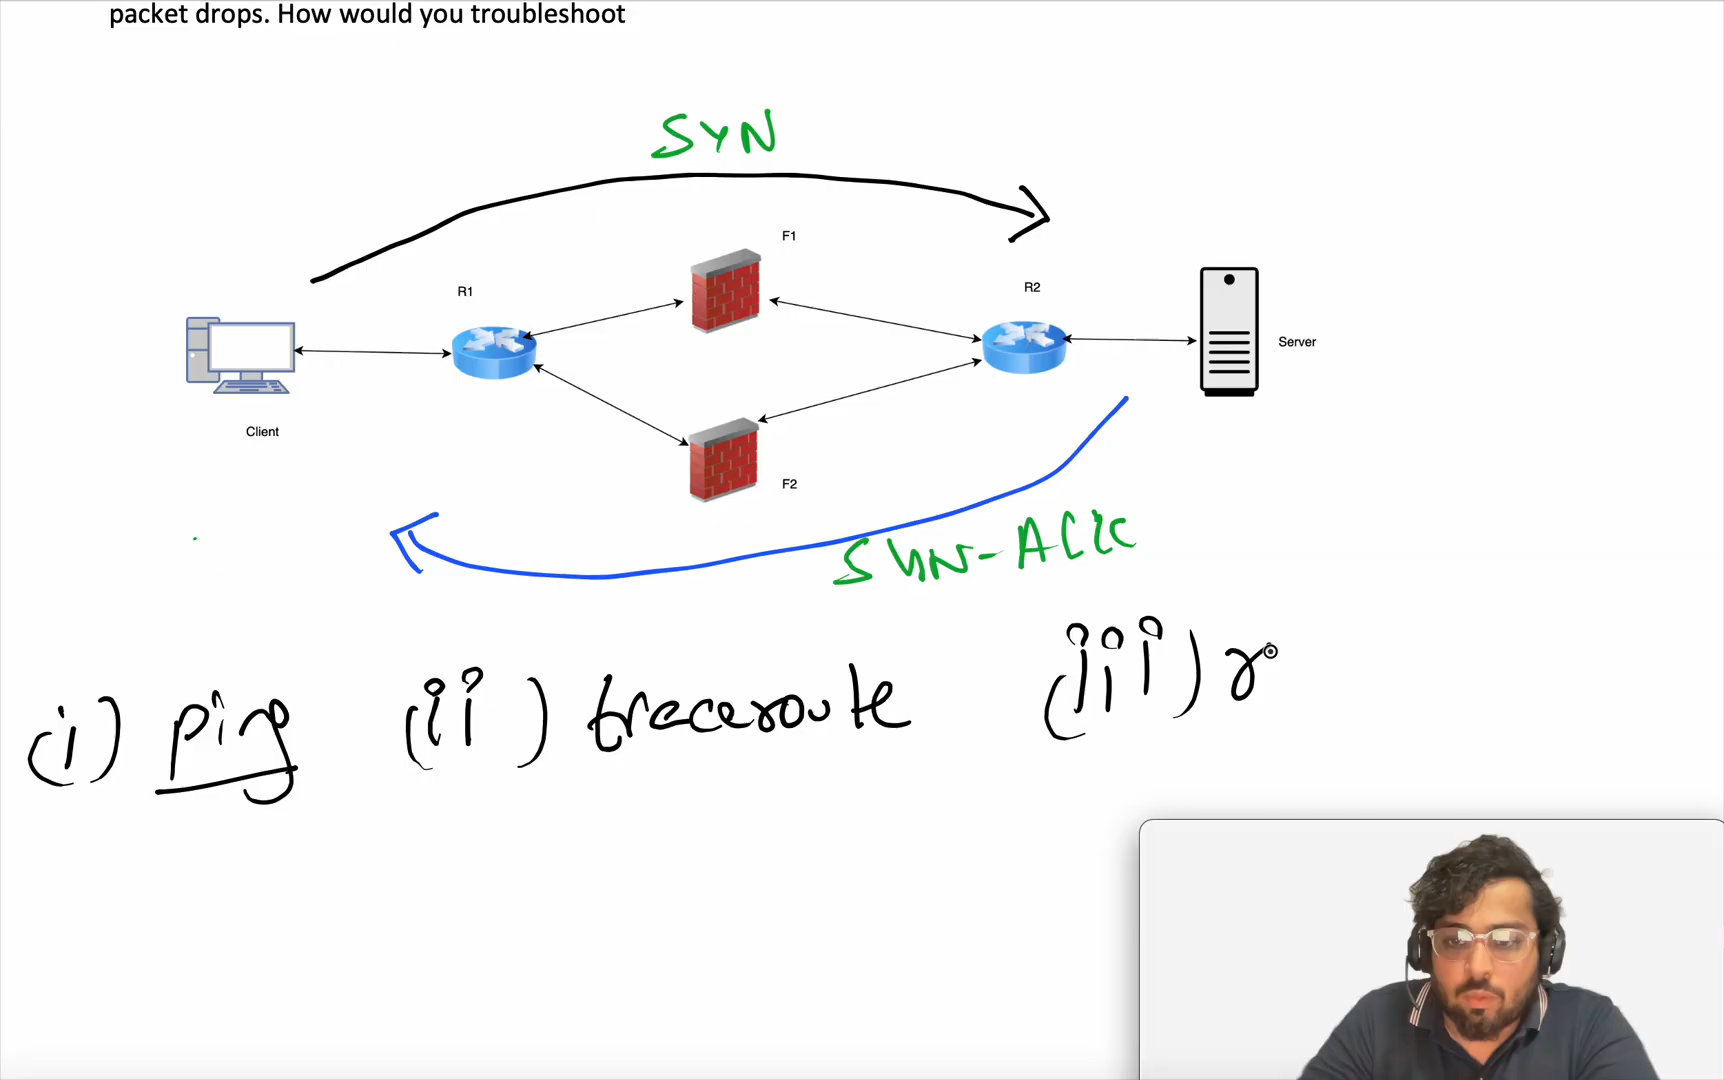 packet drops. How would you troubleshoot
SYN
F1
R1
R2
Server
Client
F2
SYN-ACK
(i) ping (ii) traceroute (iii) r